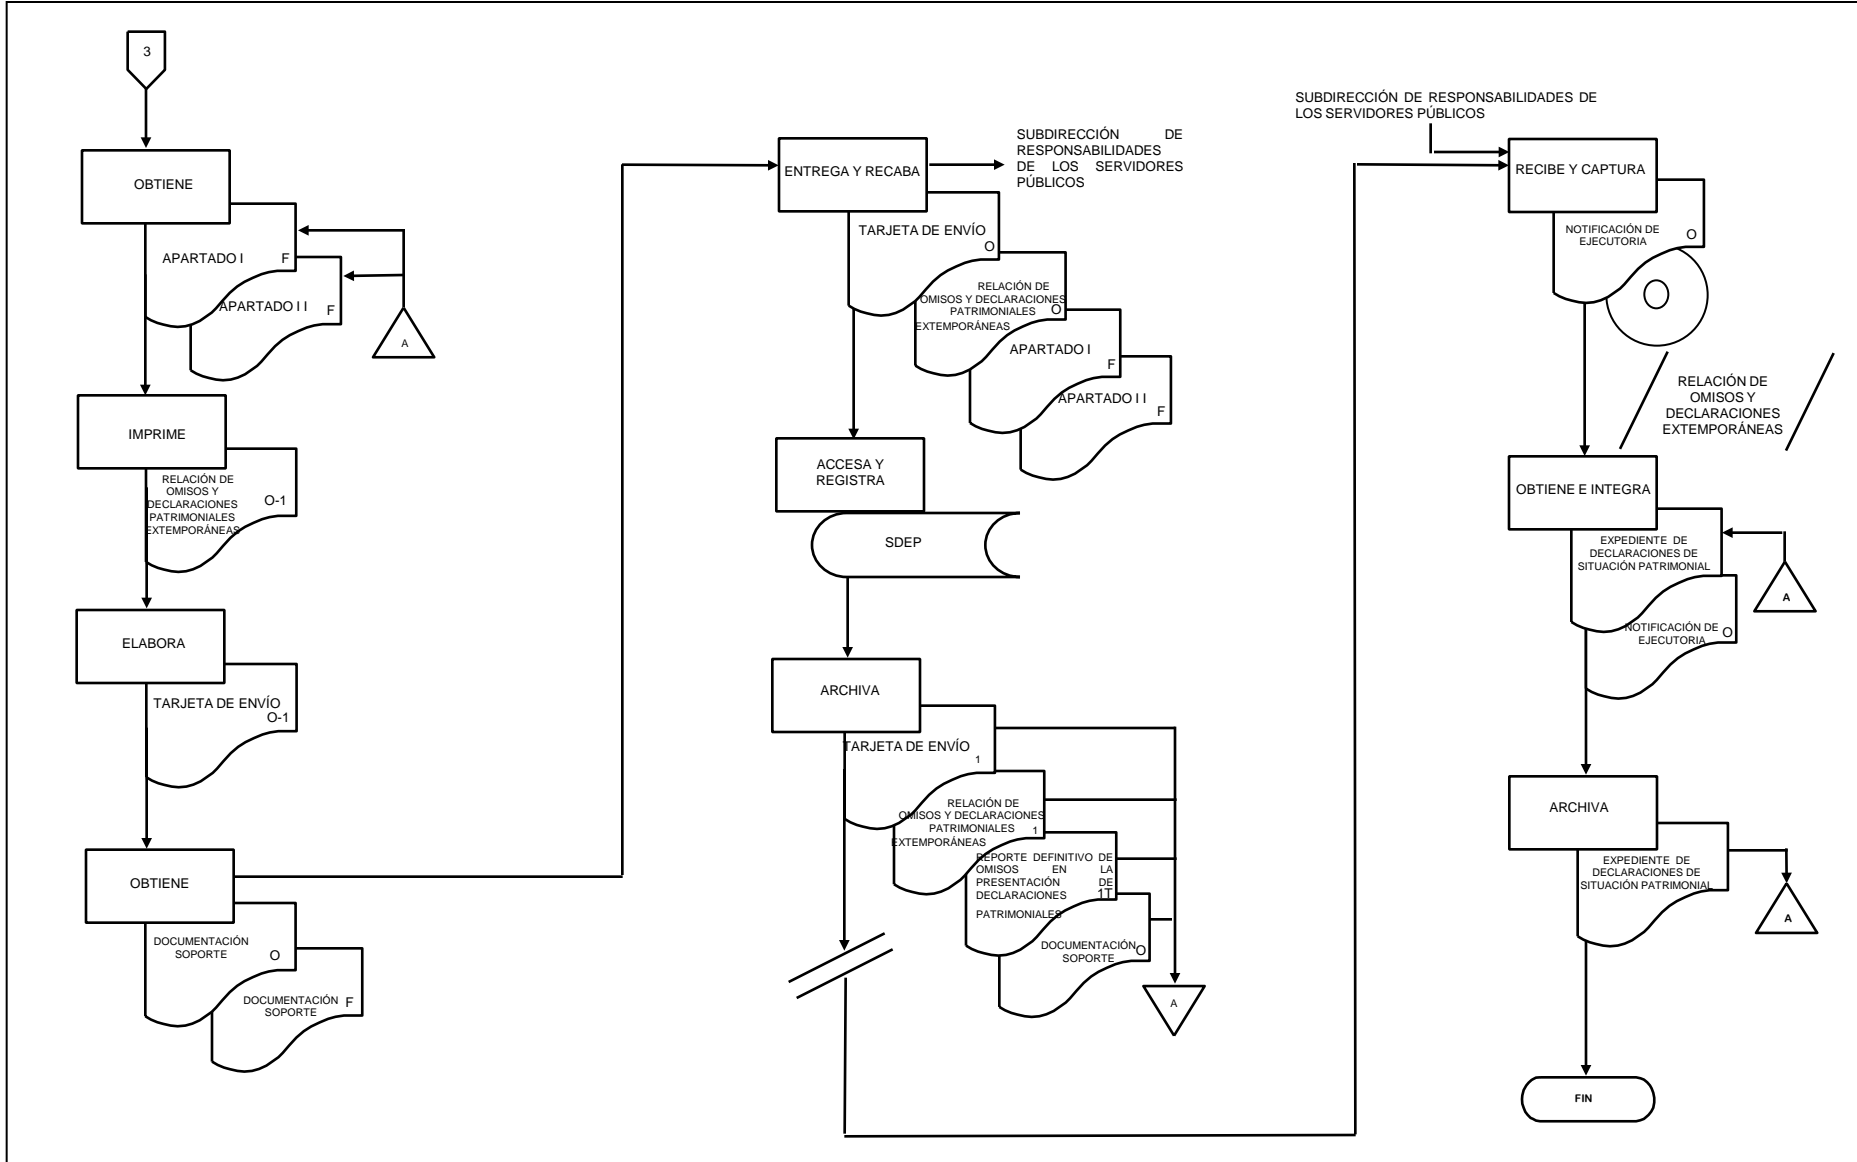 3
OBTIENE
APARTADO I
F
APARTADO I I
F
A
IMPRIME
RELACIÓN DE
OMISOS Y
DECLARACIONES
PATRIMONIALES
EXTEMPORÁNEAS
O-1
ELABORA
TARJETA DE ENVÍO
O-1
OBTIENE
DOCUMENTACIÓN
SOPORTE
O
DOCUMENTACIÓN
SOPORTE
F
ENTREGA Y RECABA
SUBDIRECCIÓN DE
RESPONSABILIDADES
DE LOS SERVIDORES
PÚBLICOS
TARJETA DE ENVÍO
O
RELACIÓN DE
OMISOS Y DECLARACIONES
PATRIMONIALES
EXTEMPORÁNEAS
O
APARTADO I
F
APARTADO I I
F
ACCESA Y
REGISTRA
SDEP
ARCHIVA
TARJETA DE ENVÍO
1
RELACIÓN DE
OMISOS Y DECLARACIONES
PATRIMONIALES
EXTEMPORÁNEAS
1
REPORTE DEFINITIVO DE
OMISOS EN LA
PRESENTACIÓN DE
DECLARACIONES
PATRIMONIALES
1T
DOCUMENTACIÓN
SOPORTE
O
A
SUBDIRECCIÓN DE RESPONSABILIDADES DE
LOS SERVIDORES PÚBLICOS
RECIBE Y CAPTURA
NOTIFICACIÓN DE
EJECUTORIA
O
RELACIÓN DE
OMISOS Y
DECLARACIONES
EXTEMPORÁNEAS
OBTIENE E INTEGRA
EXPEDIENTE DE
DECLARACIONES DE
SITUACIÓN PATRIMONIAL
A
NOTIFICACIÓN DE
EJECUTORIA
O
ARCHIVA
EXPEDIENTE DE
DECLARACIONES DE
SITUACIÓN PATRIMONIAL
A
FIN